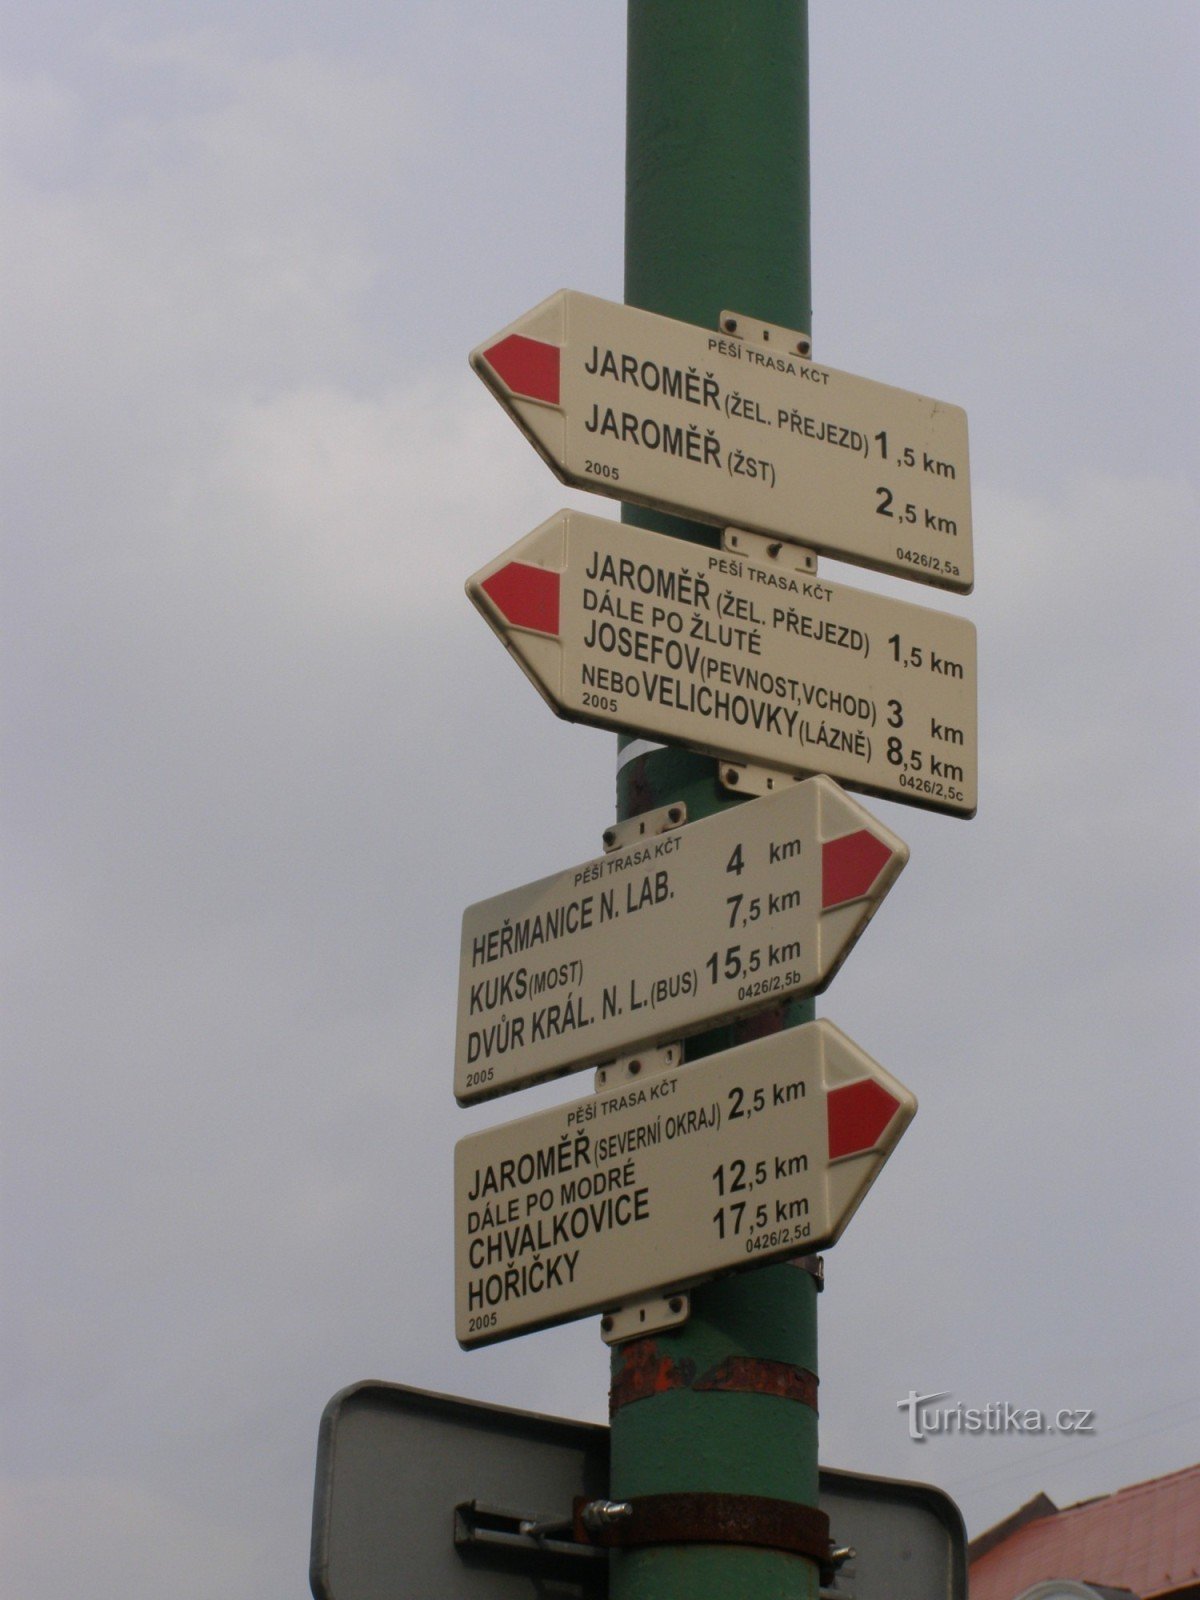 PĚŠÍ TRASA KČT
JAROMĚŘ (ŽEL. PŘEJEZD) 1,5 km
JAROMĚŘ (ŽST) 2,5 km
2005 0426/2,5a
PĚŠÍ TRASA KČT
JAROMĚŘ (ŽEL. PŘEJEZD) 1,5 km
DÁLE PO ŽLUTÉ
JOSEFOV (PEVNOST,VCHOD) 3 km
NEBO VELICHOVKY (LÁZNĚ) 8,5 km
2005 0426/2,5c
PĚŠÍ TRASA KČT
HEŘMANICE N. LAB. 4 km
KUKS (MOST) 7,5 km
DVŮR KRÁL. N. L. (BUS) 15,5 km
2005 0426/2,5b
PĚŠÍ TRASA KČT
JAROMĚŘ (SEVERNÍ OKRAJ) 2,5 km
DÁLE PO MODRÉ
CHVALKOVICE 12,5 km
HOŘIČKY 17,5 km
2005 0426/2,5d
Turistika.cz